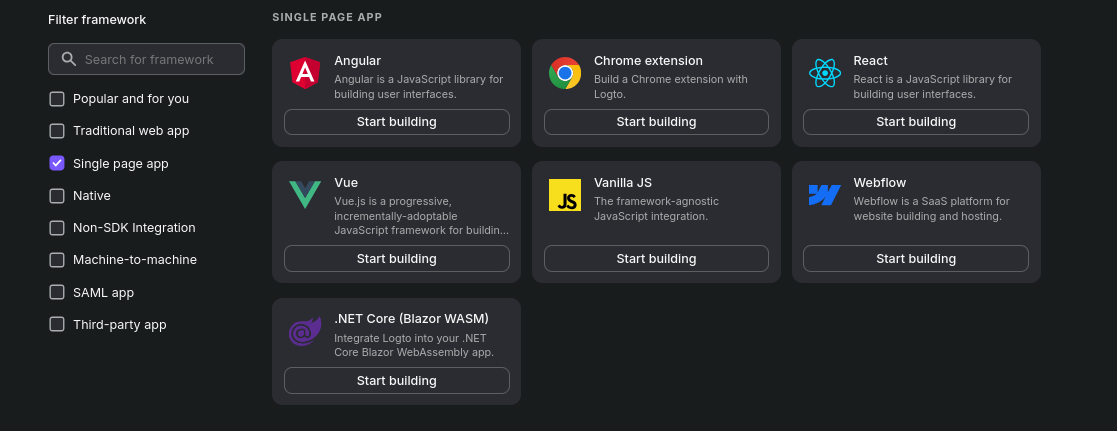 Filter framework
Search for framework
Popular and for you
Traditional web app
Single page app
Native
Non-SDK Integration
Machine-to-machine
SAML app
Third-party app
SINGLE PAGE APP
Angular
Angular is a JavaScript library for
building user interfaces.
Start building
Chrome extension
Build a Chrome extension with
Logto.
Start building
React
React is a JavaScript library for
building user interfaces.
Start building
Vue
Vue.js is a progressive,
incrementally-adoptable
JavaScript framework for buildin...
Start building
JS
Vanilla JS
The framework-agnostic
JavaScript integration.
Start building
Webflow
Webflow is a SaaS platform for
website building and hosting.
Start building
.NET Core (Blazor WASM)
Integrate Logto into your .NET
Core Blazor WebAssembly app.
Start building